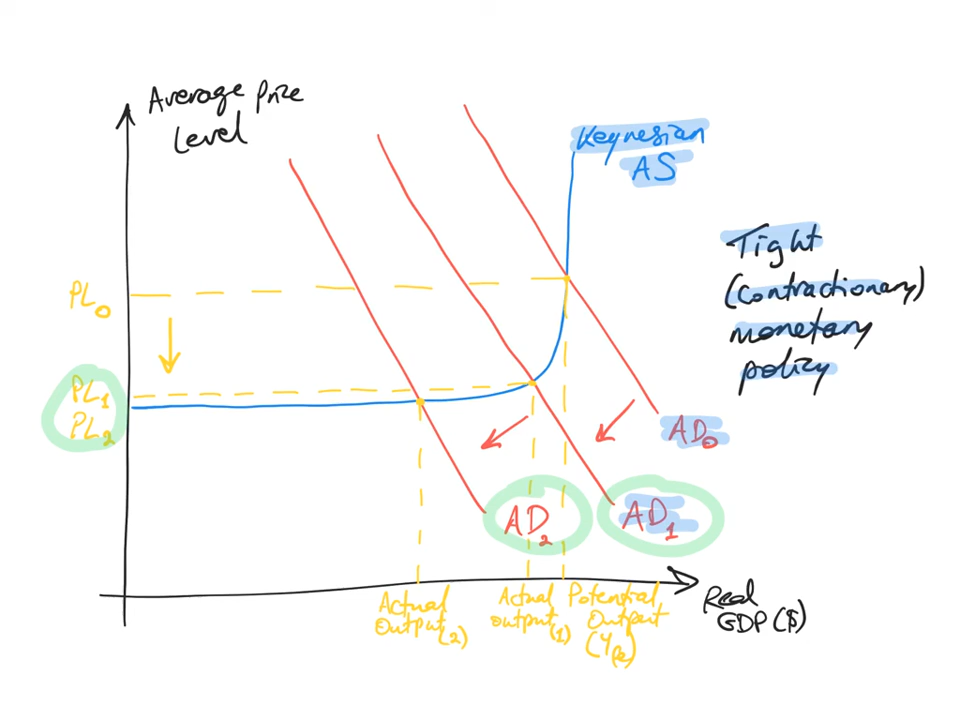 Average Price
Level
Keynesian
AS
Tight
(contractionary)
monetary
policy
PL0
PL1
PL2
AD0
AD1
AD2
Actual
Output
(2)
Actual
output
(1)
Potential
Output
(Y
Real
GDP ($)